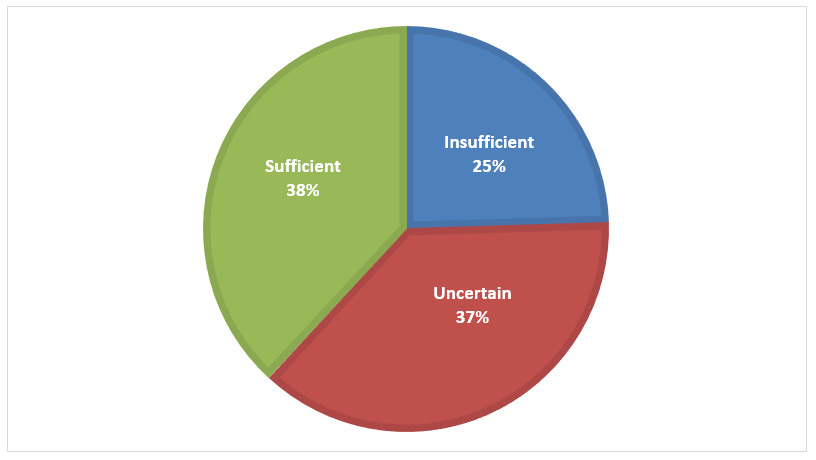 Insufficient
25%
Sufficient
38%
Uncertain
37%